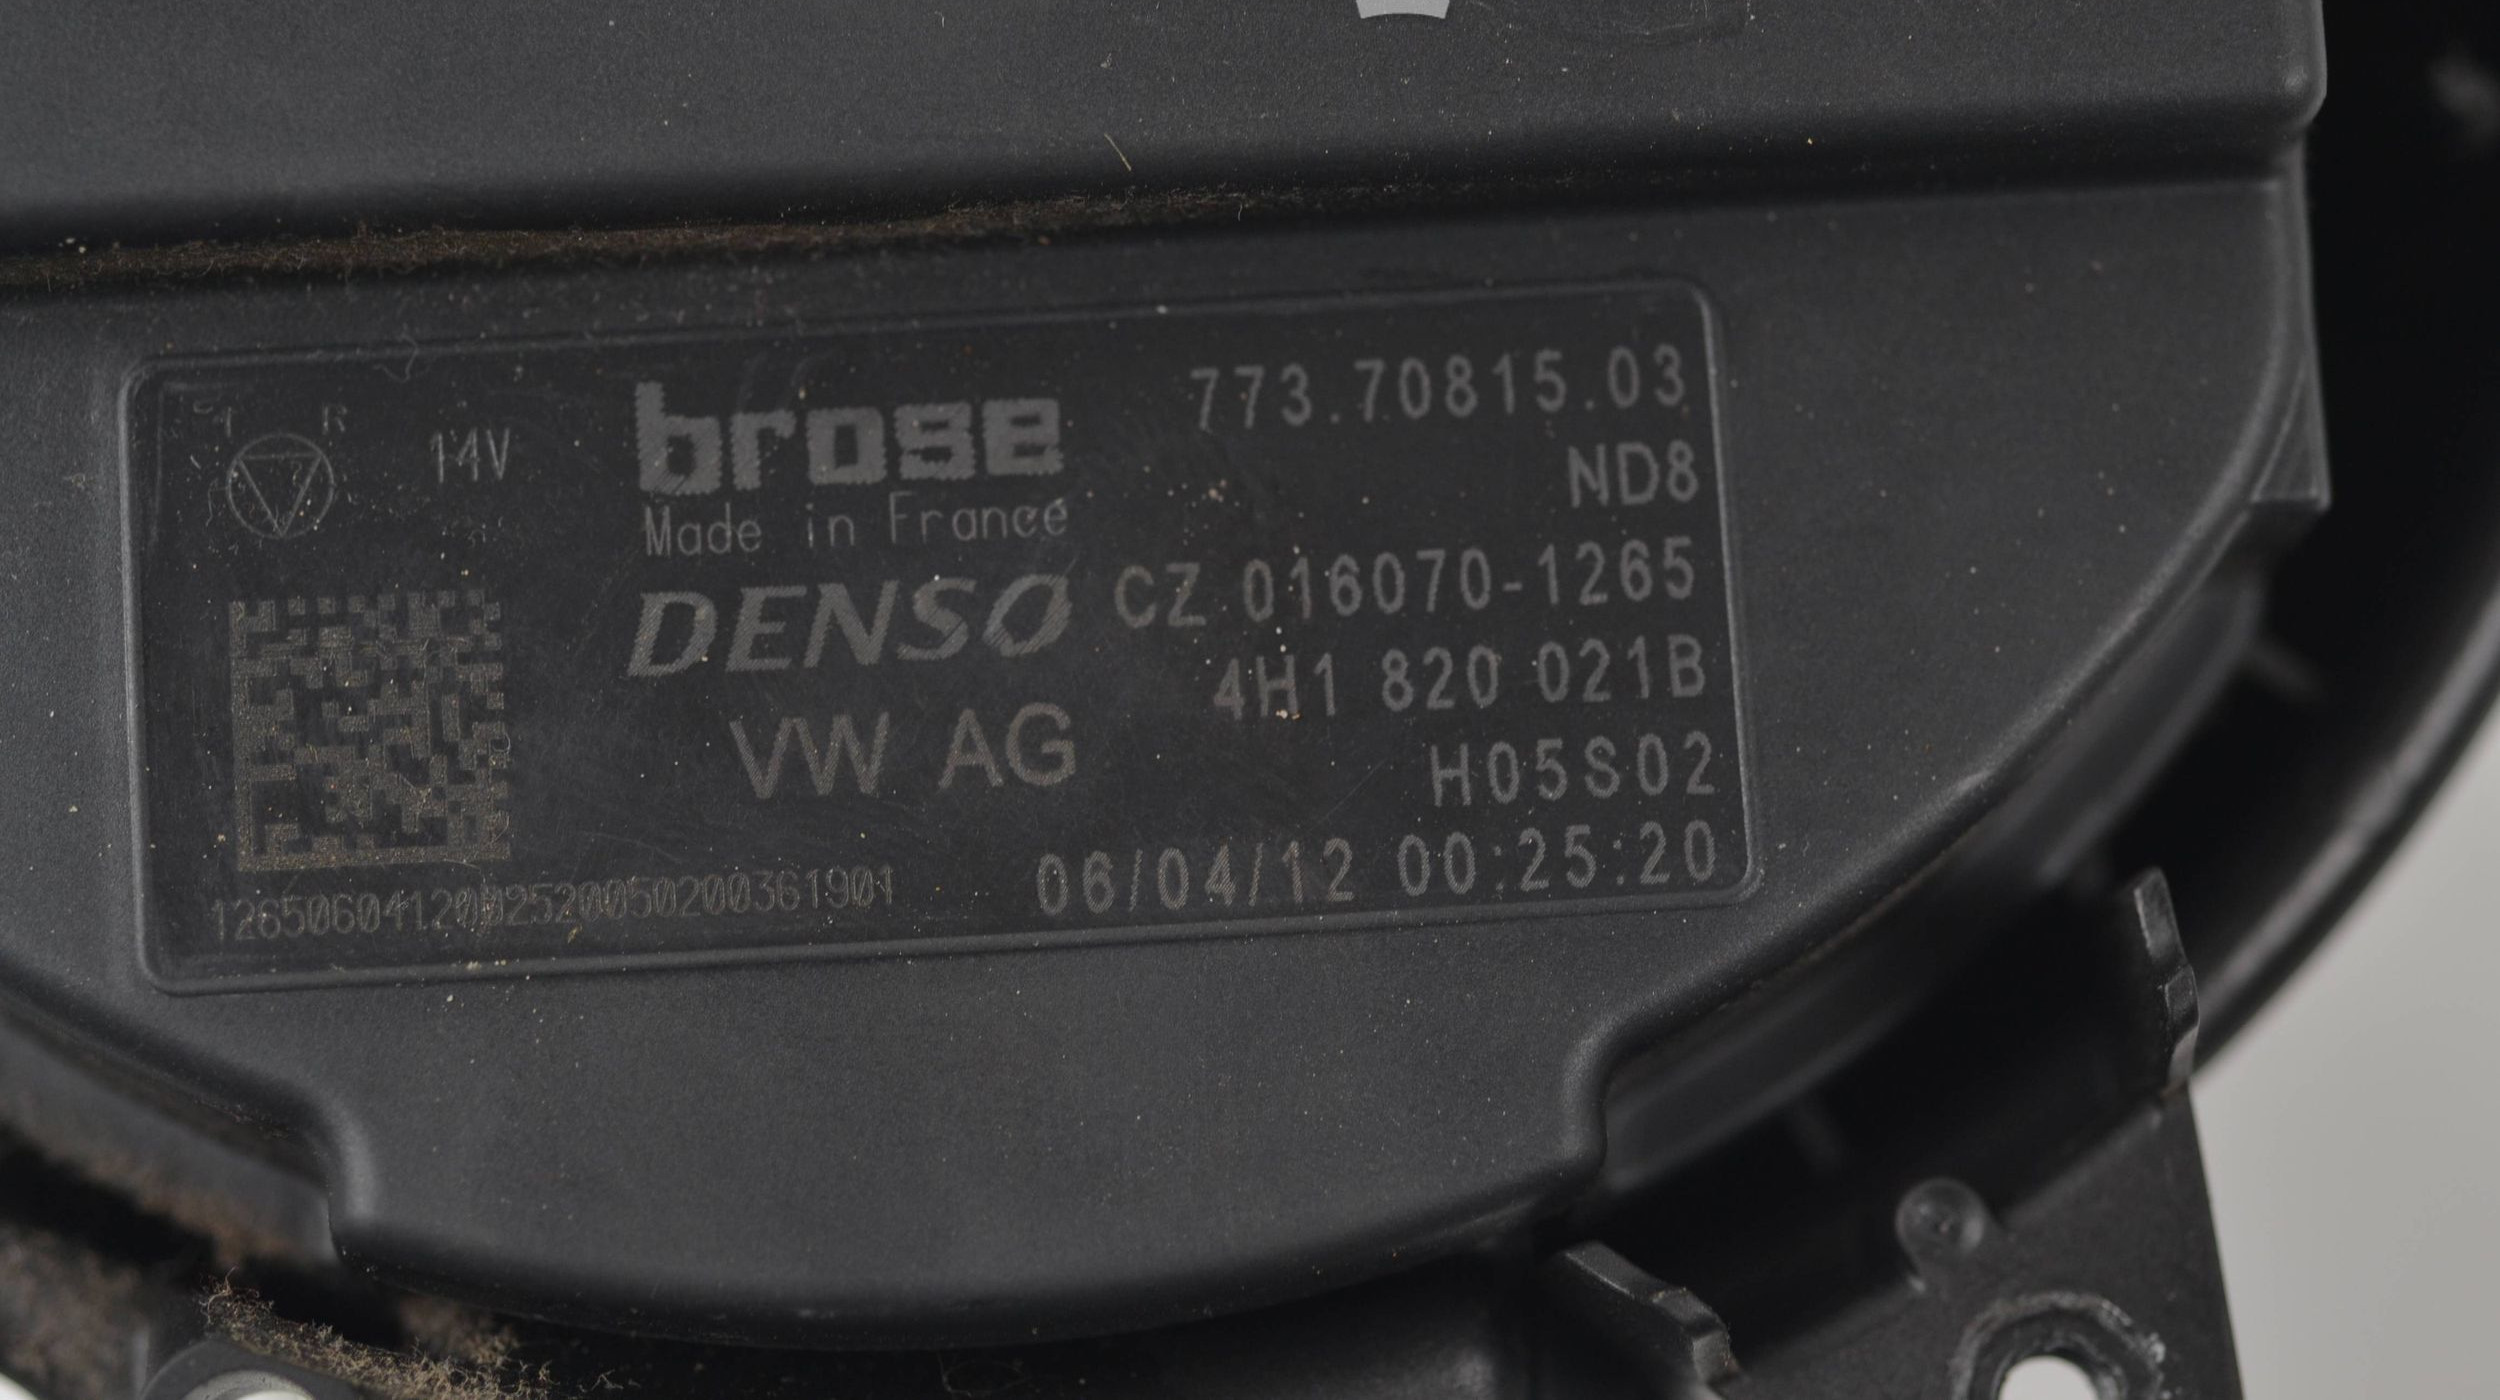 R 14V
brose 773.70815.03
Made in France ND8
DENSO CZ 016070-1265
4H1 820 021B
VW AG H05S02
06/04/12 00:25:20
1265060412002520050200361901